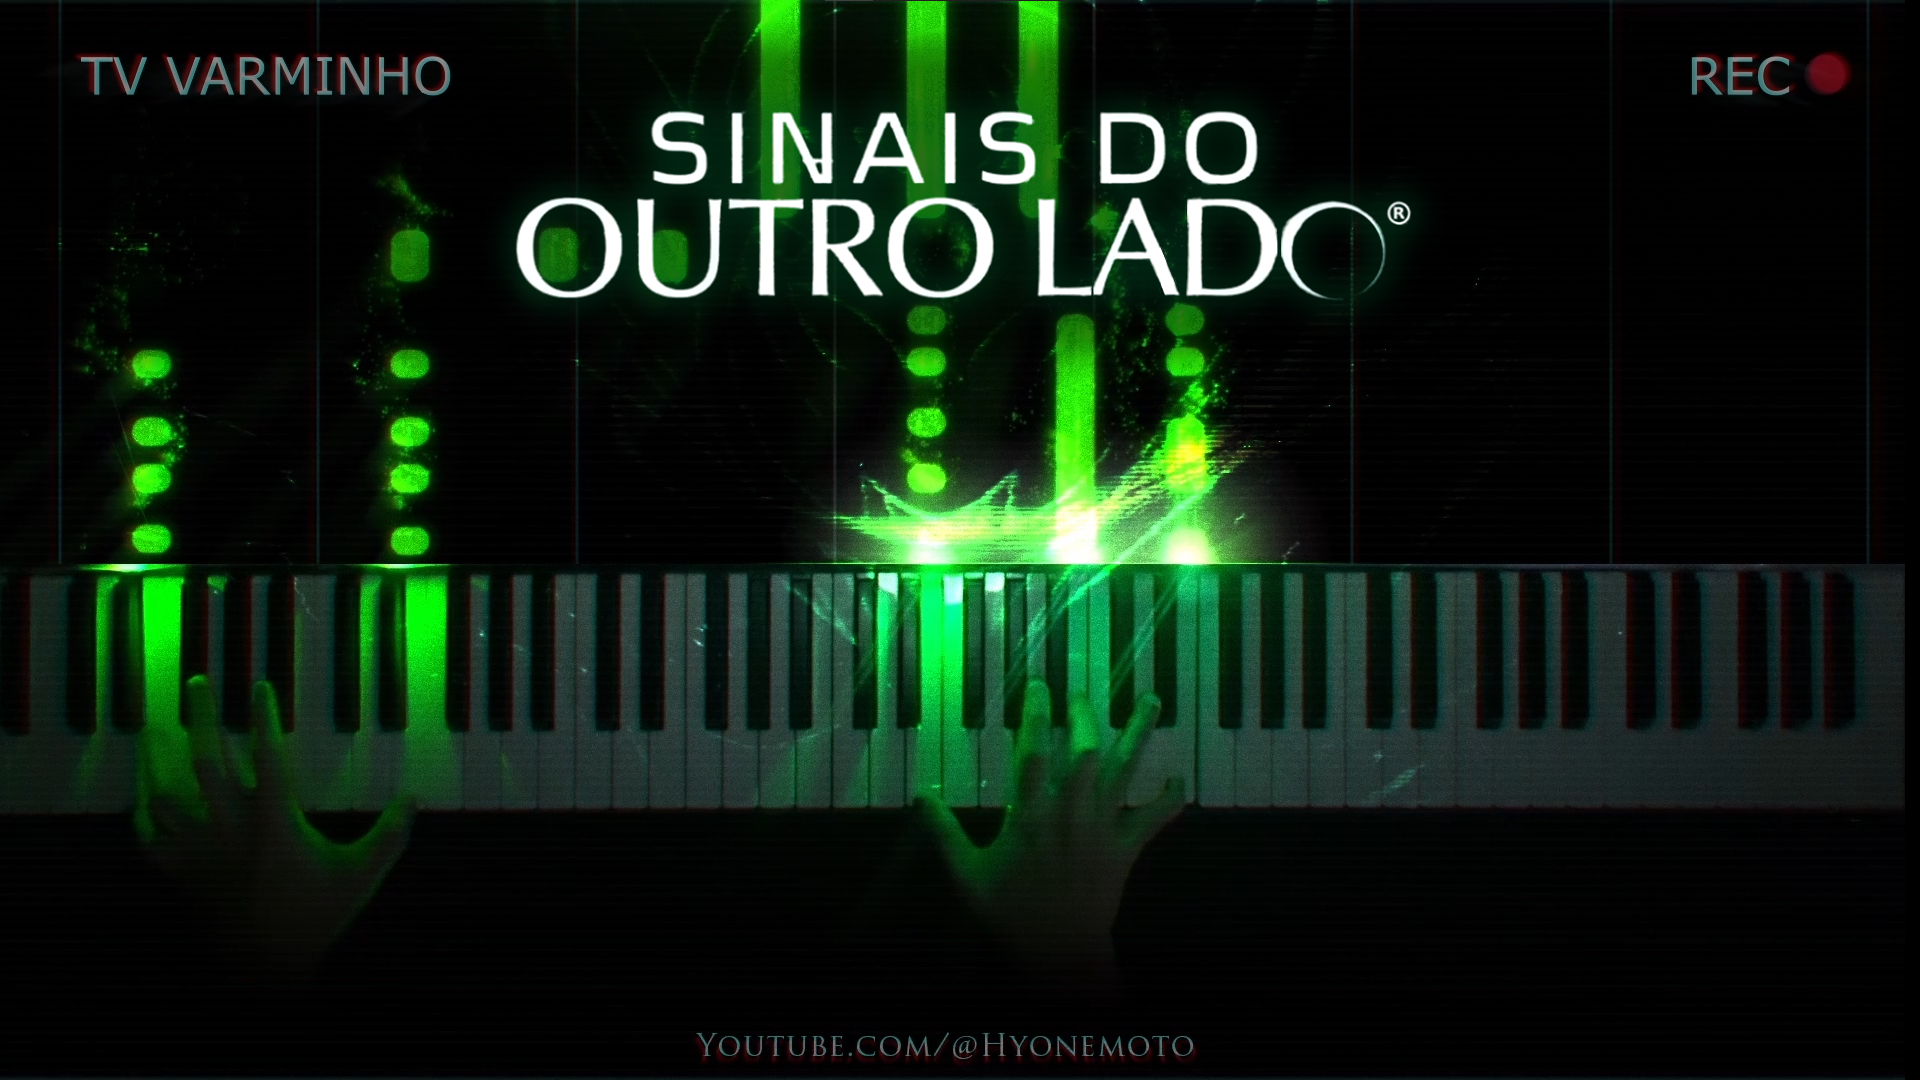 TV VARMINHO
REC
SINAIS DO
OUTRO LADO®
YOUTUBE.COM/@HYONEMOTO